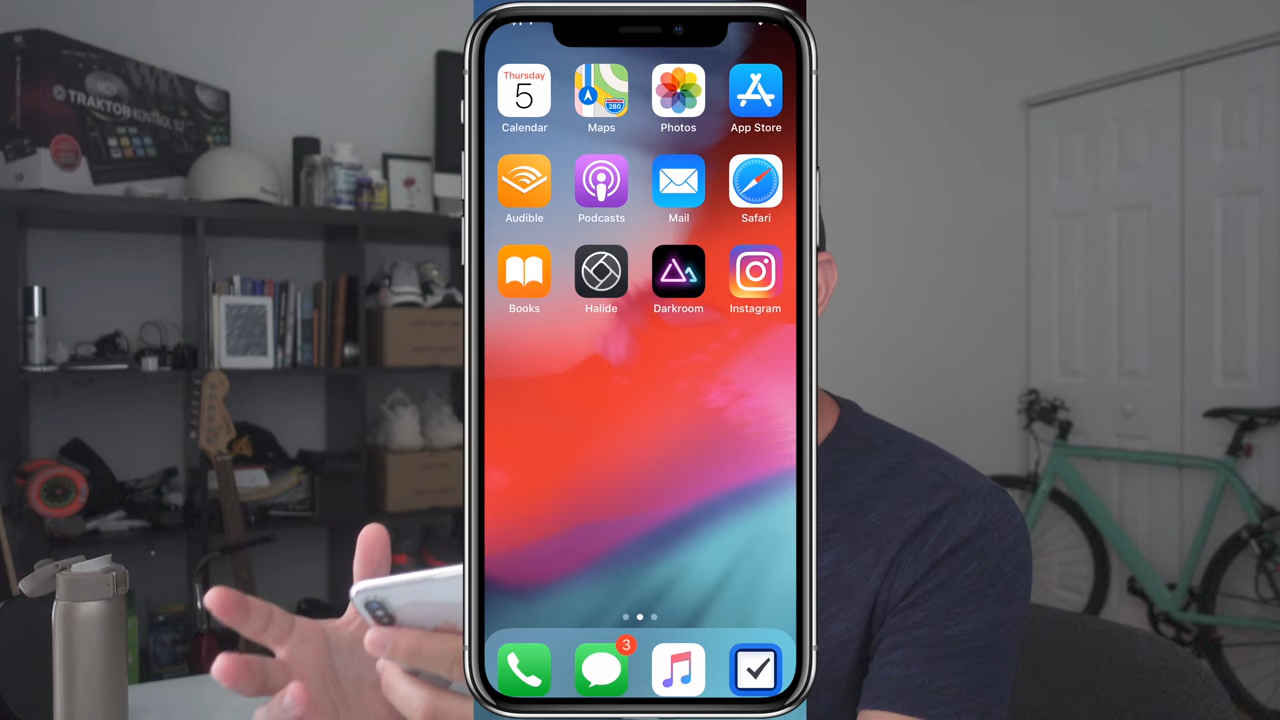 TRAKTOR KONTROL S2
Thursday
5
280
Calendar
Maps
Photos
App Store
Audible
Podcasts
Mail
Safari
Books
Halide
Darkroom
Instagram
3